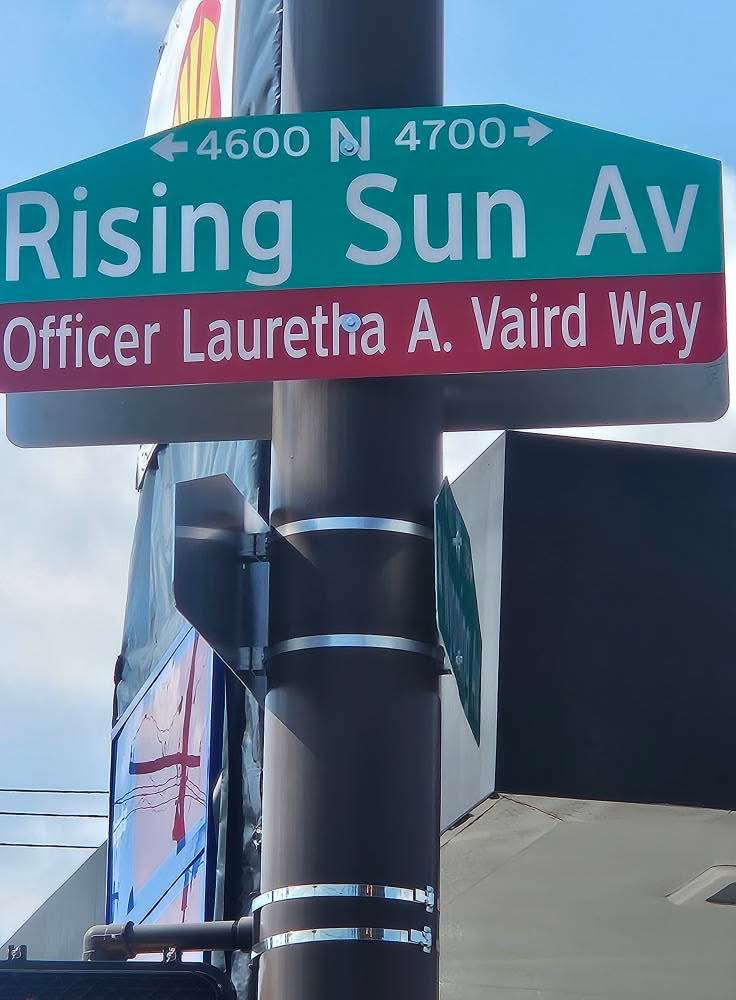 ← 4600 N 4700 →
Rising Sun Av
Officer Lauretha A. Vaird Way